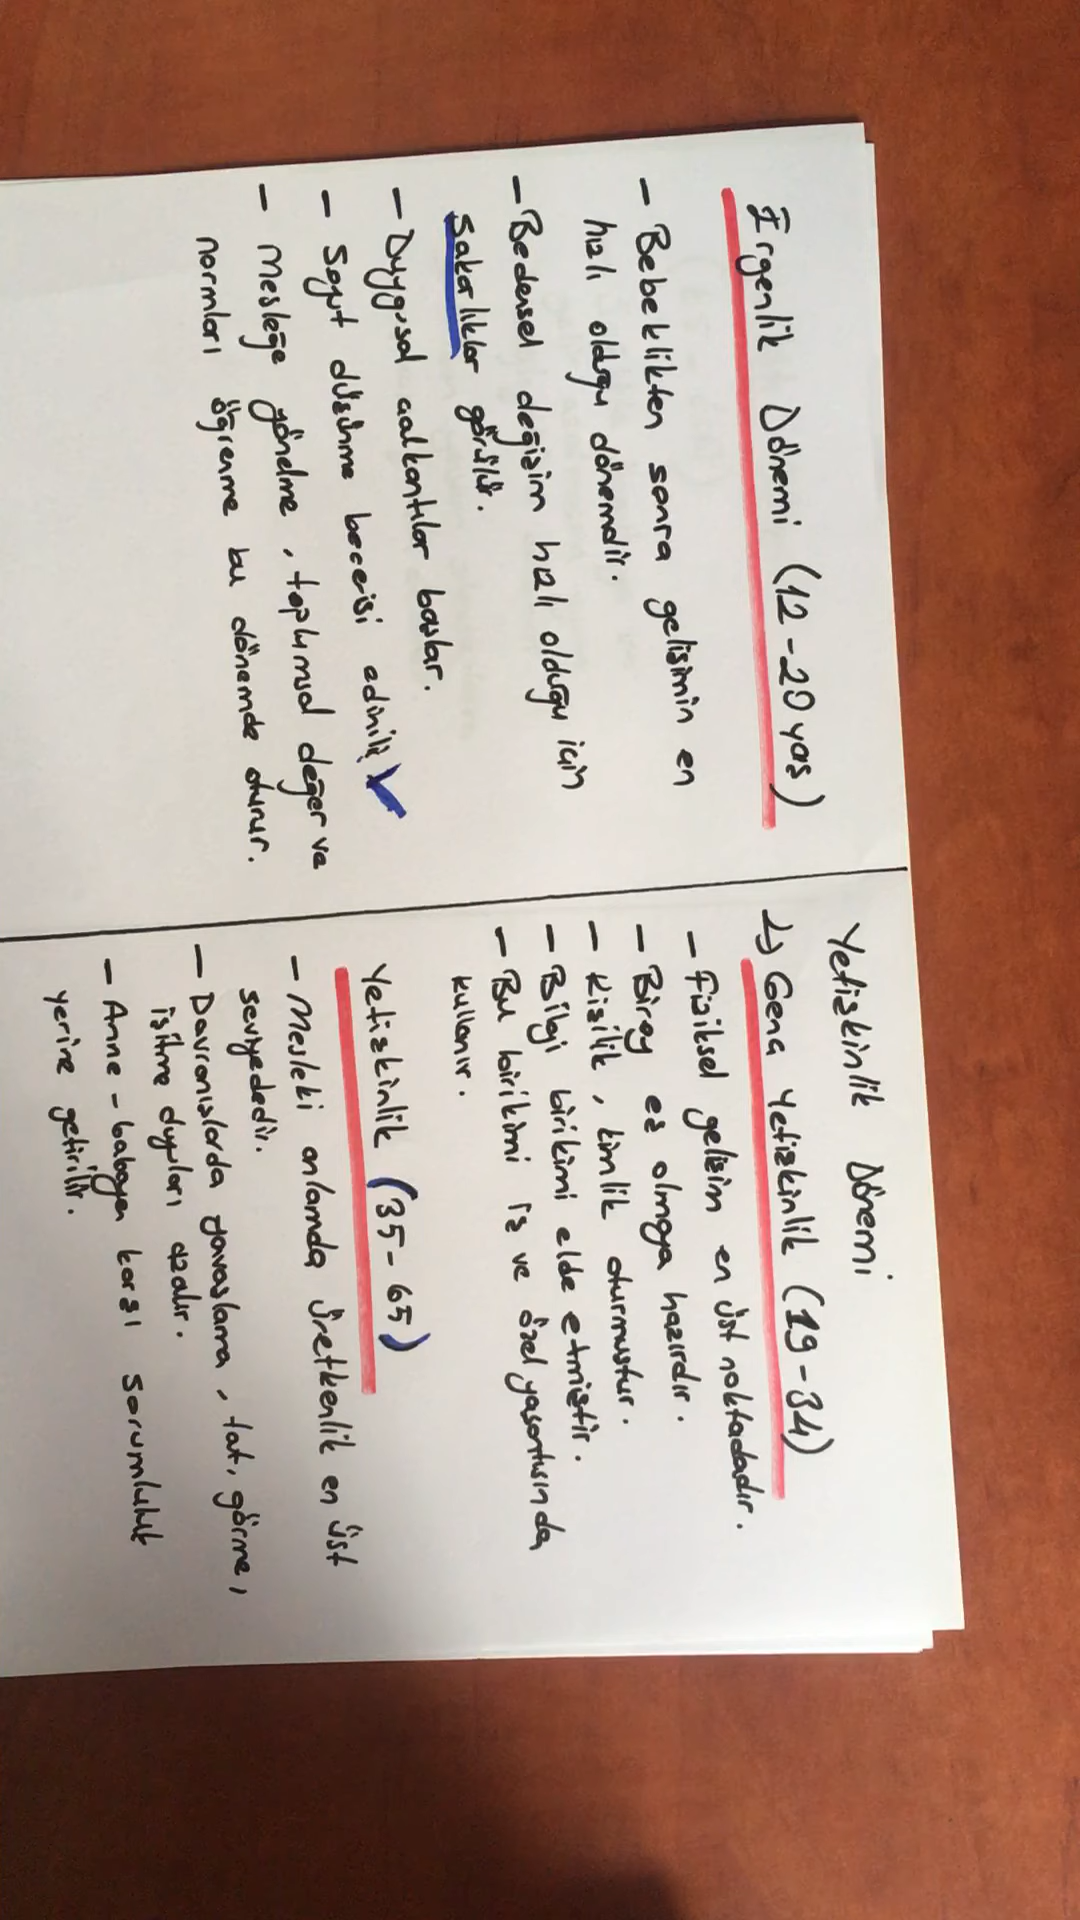 Ergenlik Dönemi (12-20 yaş)
- Bebeklikten sonra gelişimin en
hızlı olduğu dönemdir.
- Bedensel değişim hızlı olduğu için
Sakarlıklar görülür.
- Duygusal çalkantılar başlar.
- Soyut düşünme becerisi edinilir
- Mesleğe yönelme, toplumsal değer ve
normları öğrenme bu dönemde oturur.
Yetişkinlik Dönemi
1) Genç Yetişkinlik (19-34)
- Fiziksel gelişim en üst noktadadır.
- Birey eş olmaya hazırdır.
- Kişilik, kimlik oturmuştur.
- Bilgi birikimi elde etmiştir.
- Bu birikimi iş ve özel yaşantısında
kullanır.
Yetişkinlik (35-65)
- Mesleki anlamda üretkenlik en üst
seviyededir.
- Davranışlarda yavaşlama, tat, görme,
işitme duyuları azalır.
- Anne-babaya karşı sorumluluk
yerine getirilir.